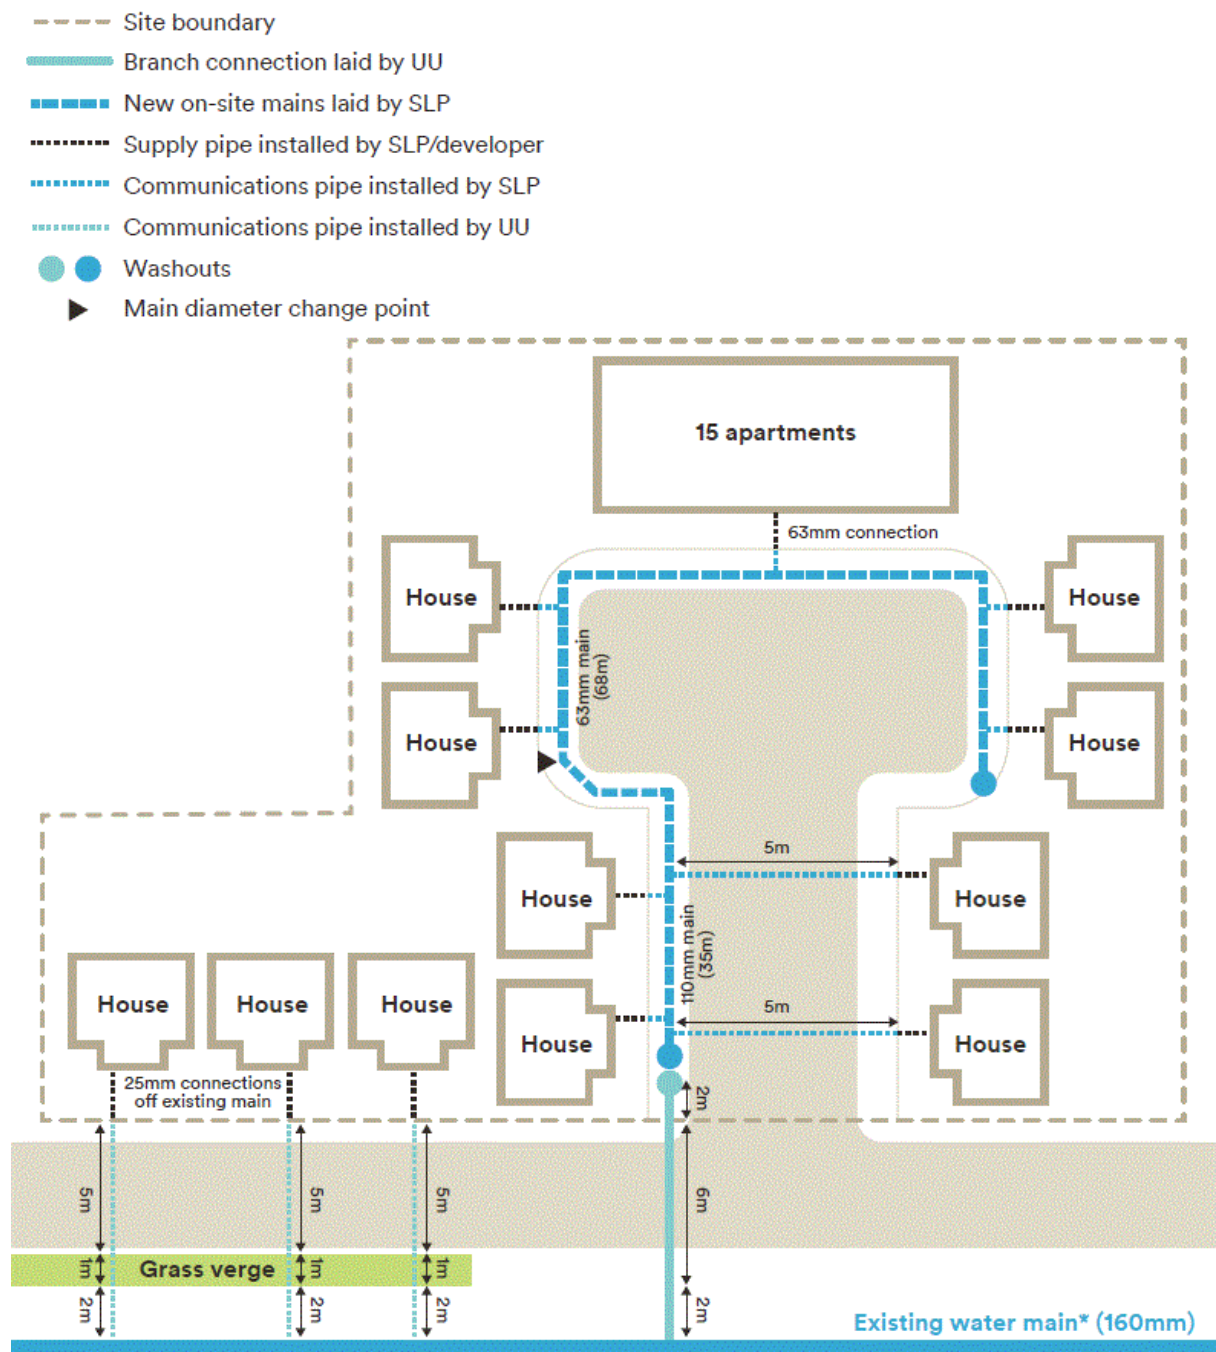 Site boundary
Branch connection laid by UU
New on-site mains laid by SLP
Supply pipe installed by SLP/developer
Communications pipe installed by SLP
Communications pipe installed by UU
Washouts
Main diameter change point
15 apartments
63mm connection
House
House
63mm main
(68m)
House
House
5m
House
House
110mm main
(35m)
House
House
House
5m
House
House
25mm connections
off existing main
2m
5m
5m
5m
6m
1m
Grass verge
1m
1m
2m
2m
2m
2m
Existing water main* (160mm)